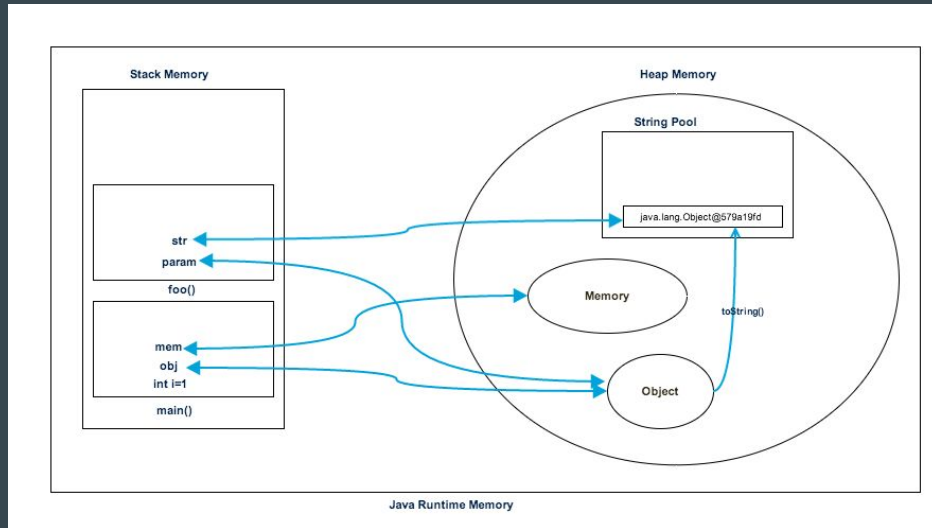 Stack Memory
Heap Memory
String Pool
java.lang.Object@579a19fd
str
param
foo()
Memory
toString()
mem
obj
int i=1
main()
Object
Java Runtime Memory